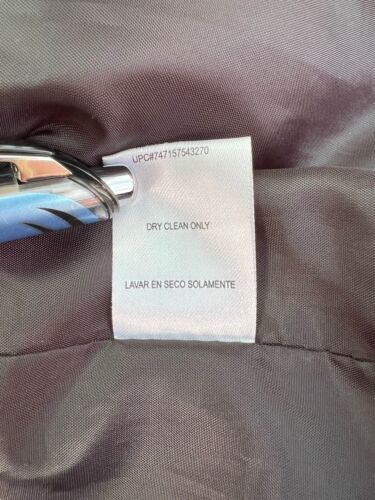 UPC#747157543270
DRY CLEAN ONLY
LAVAR EN SECO SOLAMENTE